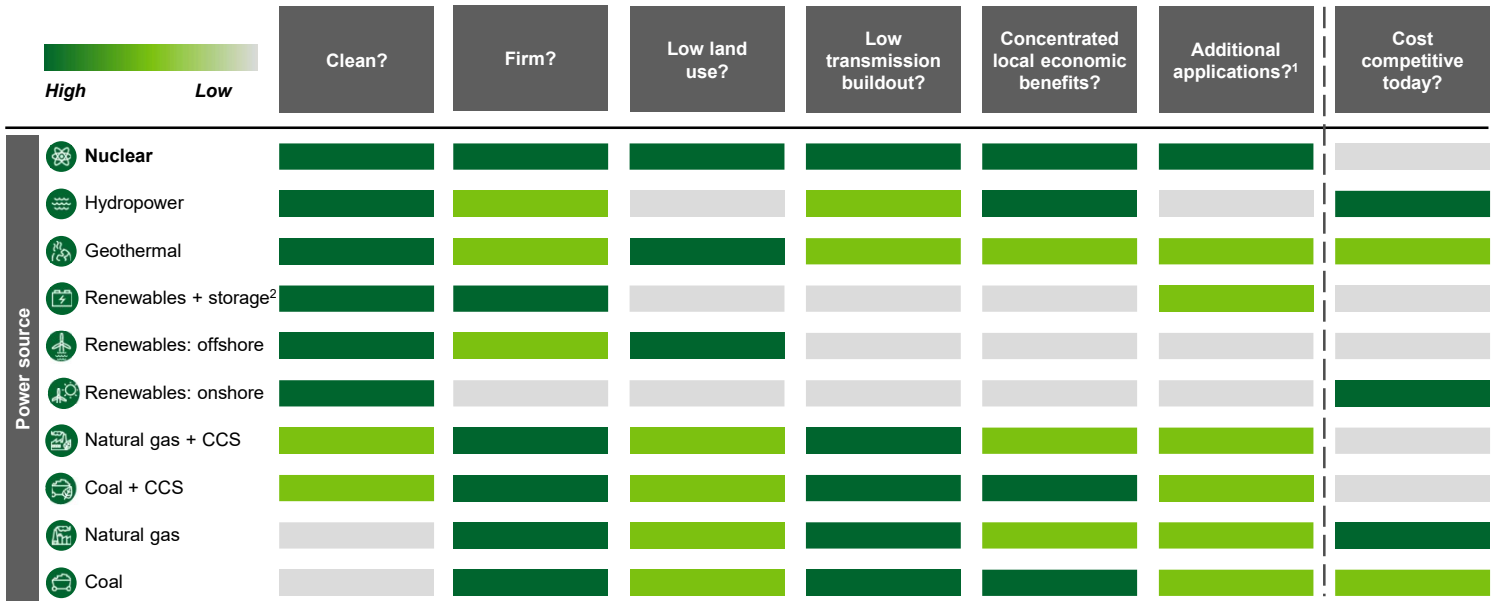 High Low
Clean?
Firm?
Low land
use?
Low
transmission
buildout?
Concentrated
local economic
benefits?
Additional
applications?1
Cost
competitive
today?
Power source
Nuclear
Hydropower
Geothermal
Renewables + storage2
Renewables: offshore
Renewables: onshore
Natural gas + CCS
Coal + CCS
Natural gas
Coal